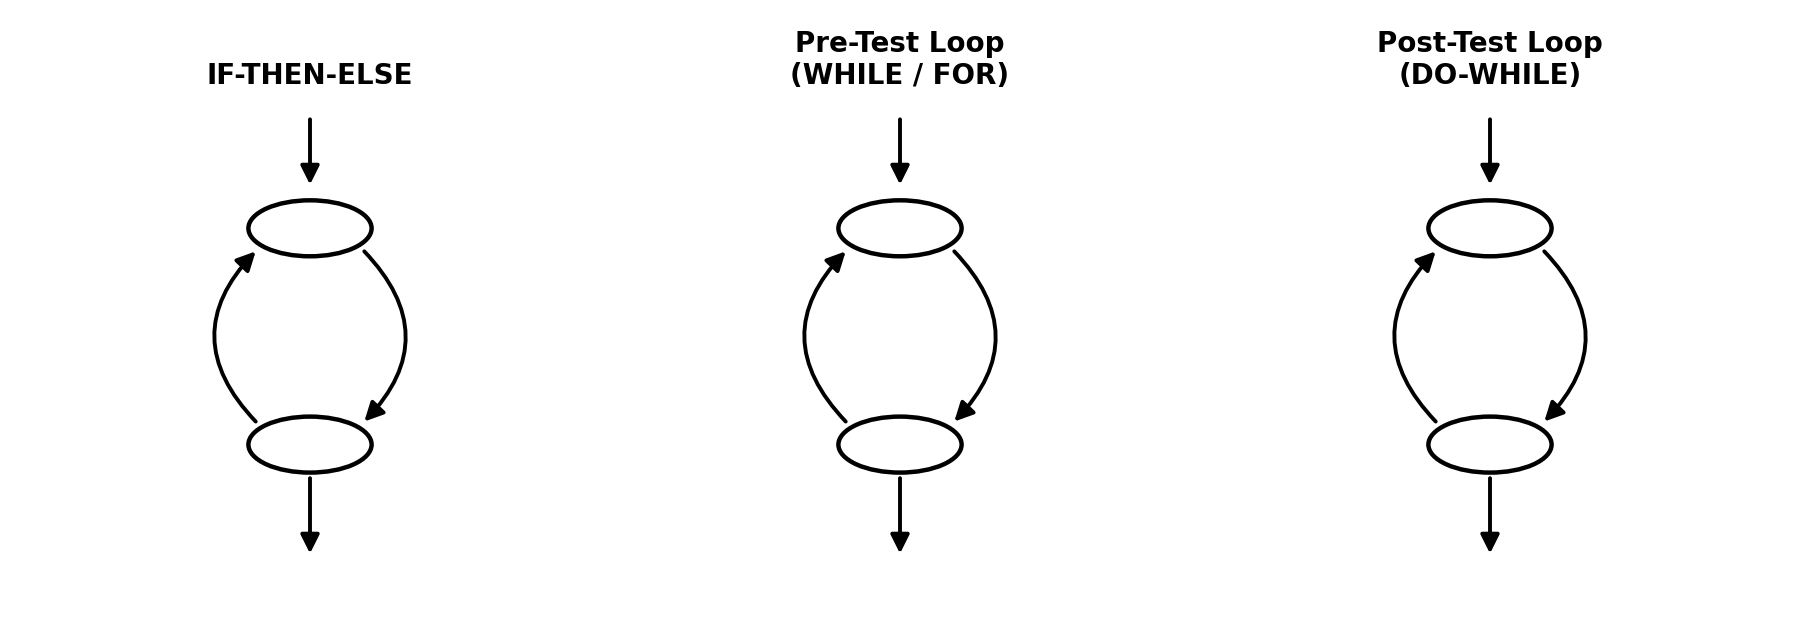 IF-THEN-ELSE
Pre-Test Loop
(WHILE / FOR)
Post-Test Loop
(DO-WHILE)